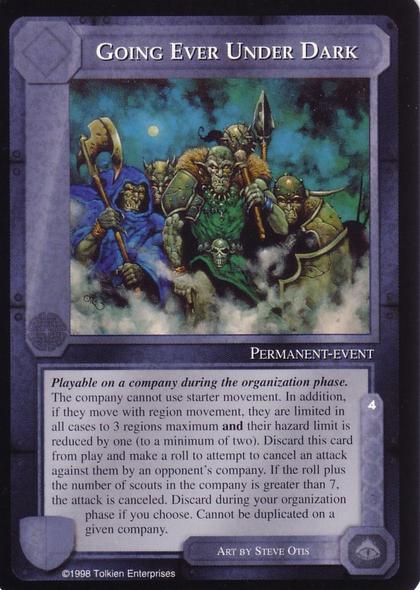 GOING EVER UNDER DARK
PERMANENT-EVENT
Playable on a company during the organization phase.
The company cannot use starter movement. In addition,
if they move with region movement, they are limited in
all cases to 3 regions maximum and their hazard limit is
reduced by one (to a minimum of two). Discard this card
from play and make a roll to attempt to cancel an attack
against them by an opponent's company. If the roll plus
the number of scouts in the company is greater than 7,
the attack is canceled. Discard during your organization
phase if you choose. Cannot be duplicated on a
given company.
4
ART BY STEVE OTIS
©1998 Tolkien Enterprises